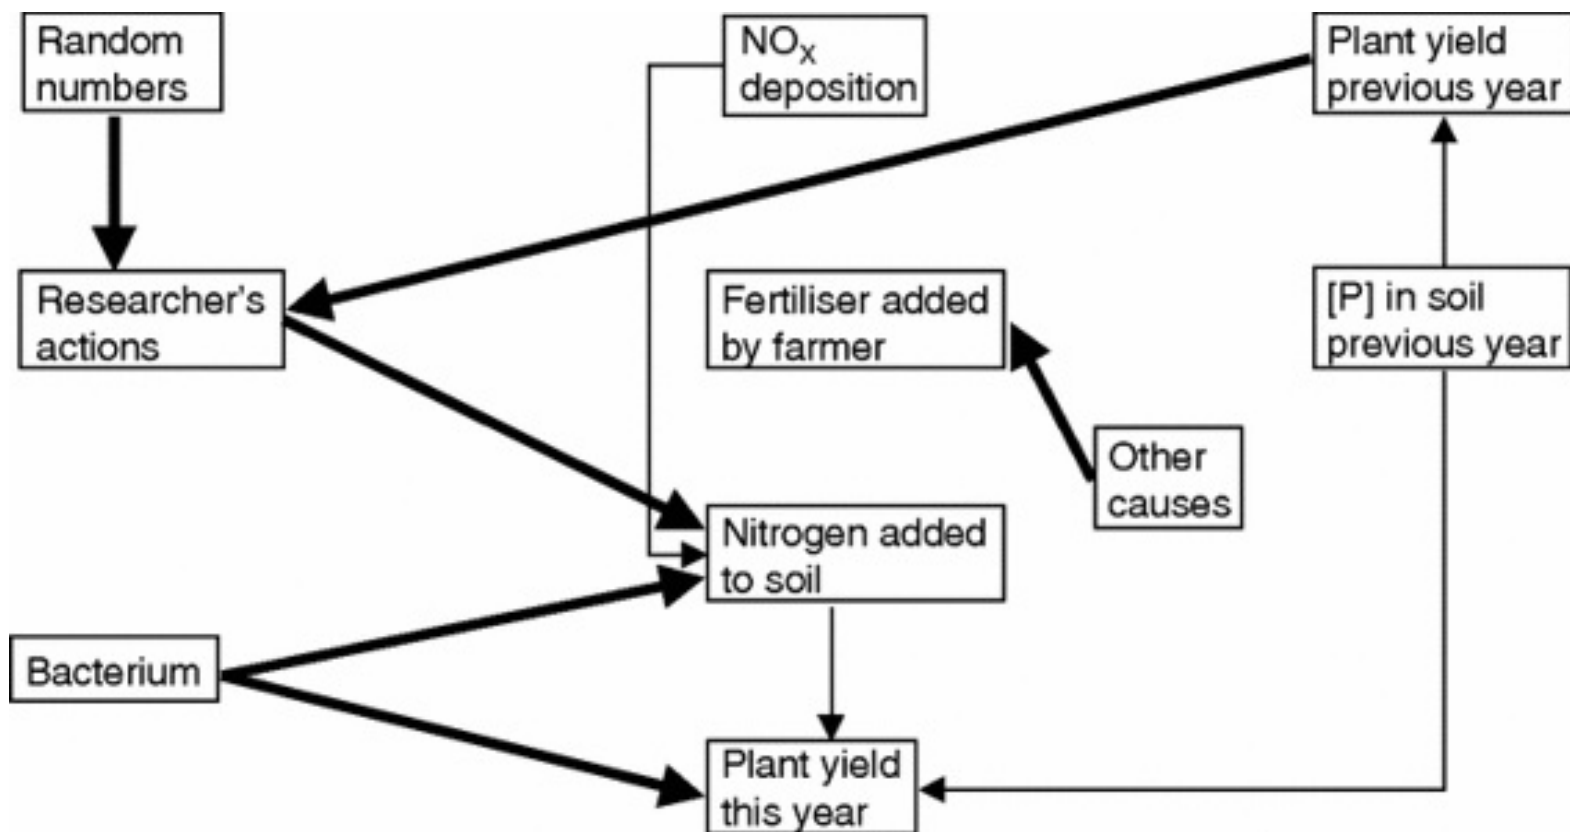 Random
numbers
NOx
deposition
Plant yield
previous year
Researcher's
actions
Fertiliser added
by farmer
[P] in soil
previous year
Other
causes
Nitrogen added
to soil
Bacterium
Plant yield
this year